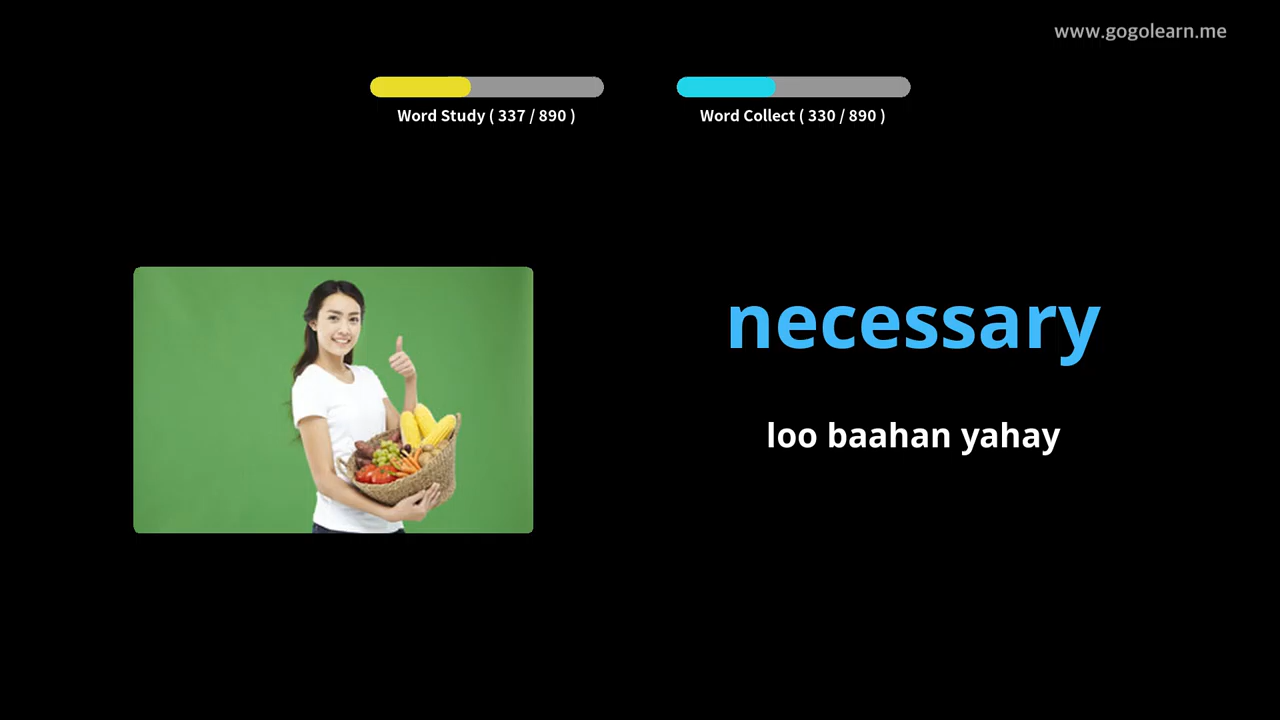 www.gogolearn.me
Word Study ( 337 / 890 )
Word Collect ( 330 / 890 )
necessary
loo baahan yahay